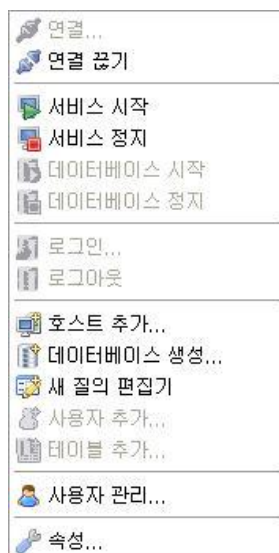 연결...
연결 끊기
서비스 시작
서비스 정지
데이터베이스 시작
데이터베이스 정지
로그인...
로그아웃
호스트 추가...
데이터베이스 생성...
새 질의 편집기
사용자 추가...
테이블 추가...
사용자 관리...
속성...